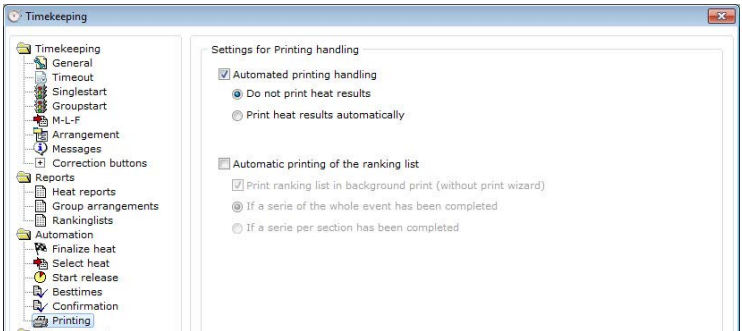 Timekeeping
Timekeeping
General
Timeout
Singlestart
Groupstart
M-L-F
Arrangement
Messages
Correction buttons
Reports
Heat reports
Group arrangements
Rankinglists
Automation
Finalize heat
Select heat
Start release
Besttimes
Confirmation
Printing
Settings for Printing handling
Automated printing handling
Do not print heat results
Print heat results automatically
Automatic printing of the ranking list
Print ranking list in background print (without print wizard)
If a serie of the whole event has been completed
If a serie per section has been completed